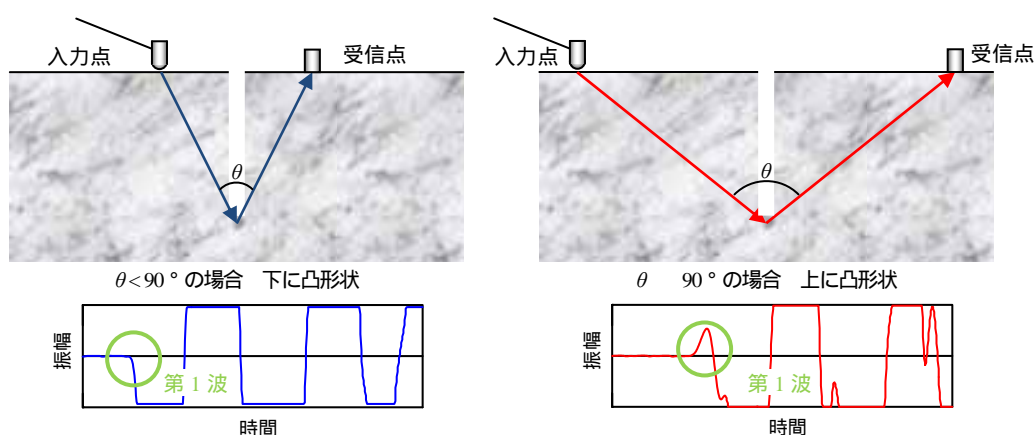 入力点
受信点
θ
θ<90°の場合 下に凸形状
振幅
第1波
時間
入力点
受信点
θ
θ 90°の場合 上に凸形状
振幅
第1波
時間